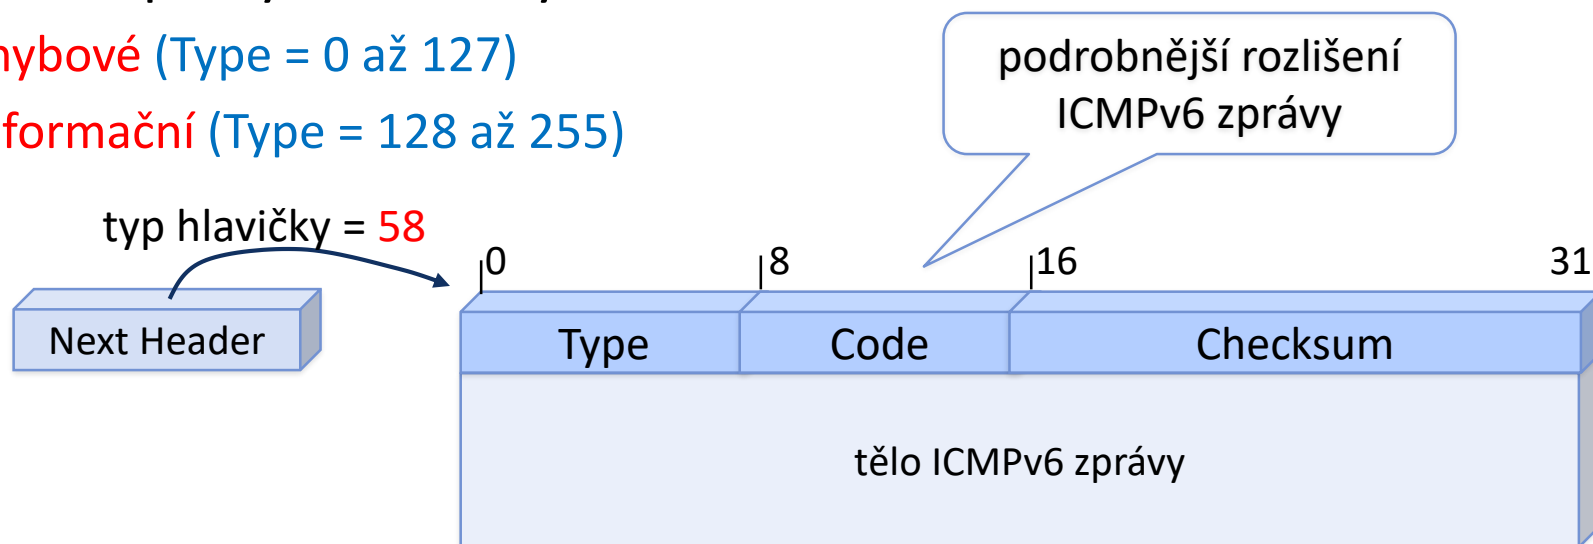 hybové (Type = 0 až 127)
formační (Type = 128 až 255)
podrobnější rozlišení
ICMPv6 zprávy
typ hlavičky = 58
0 8 16 31
Next Header
Type Code Checksum
tělo ICMPv6 zprávy